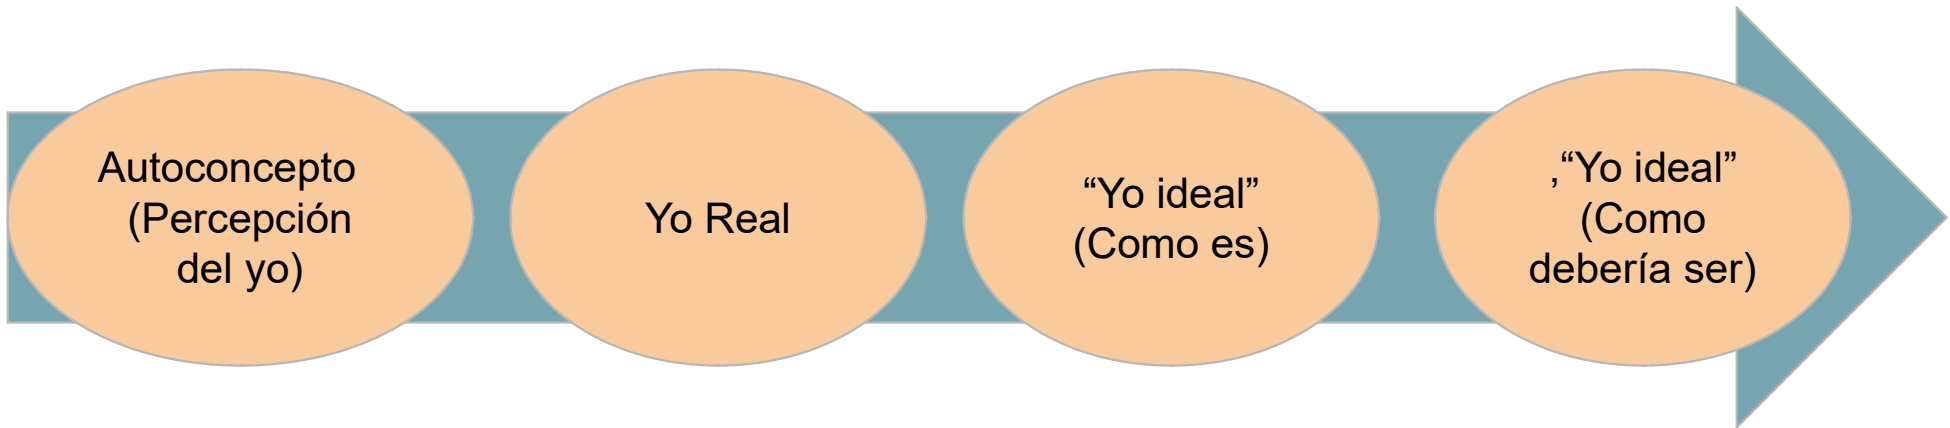 Autoconcepto
(Percepción
del yo)
Yo Real
“Yo ideal”
(Como es)
,“Yo ideal”
(Como
debería ser)